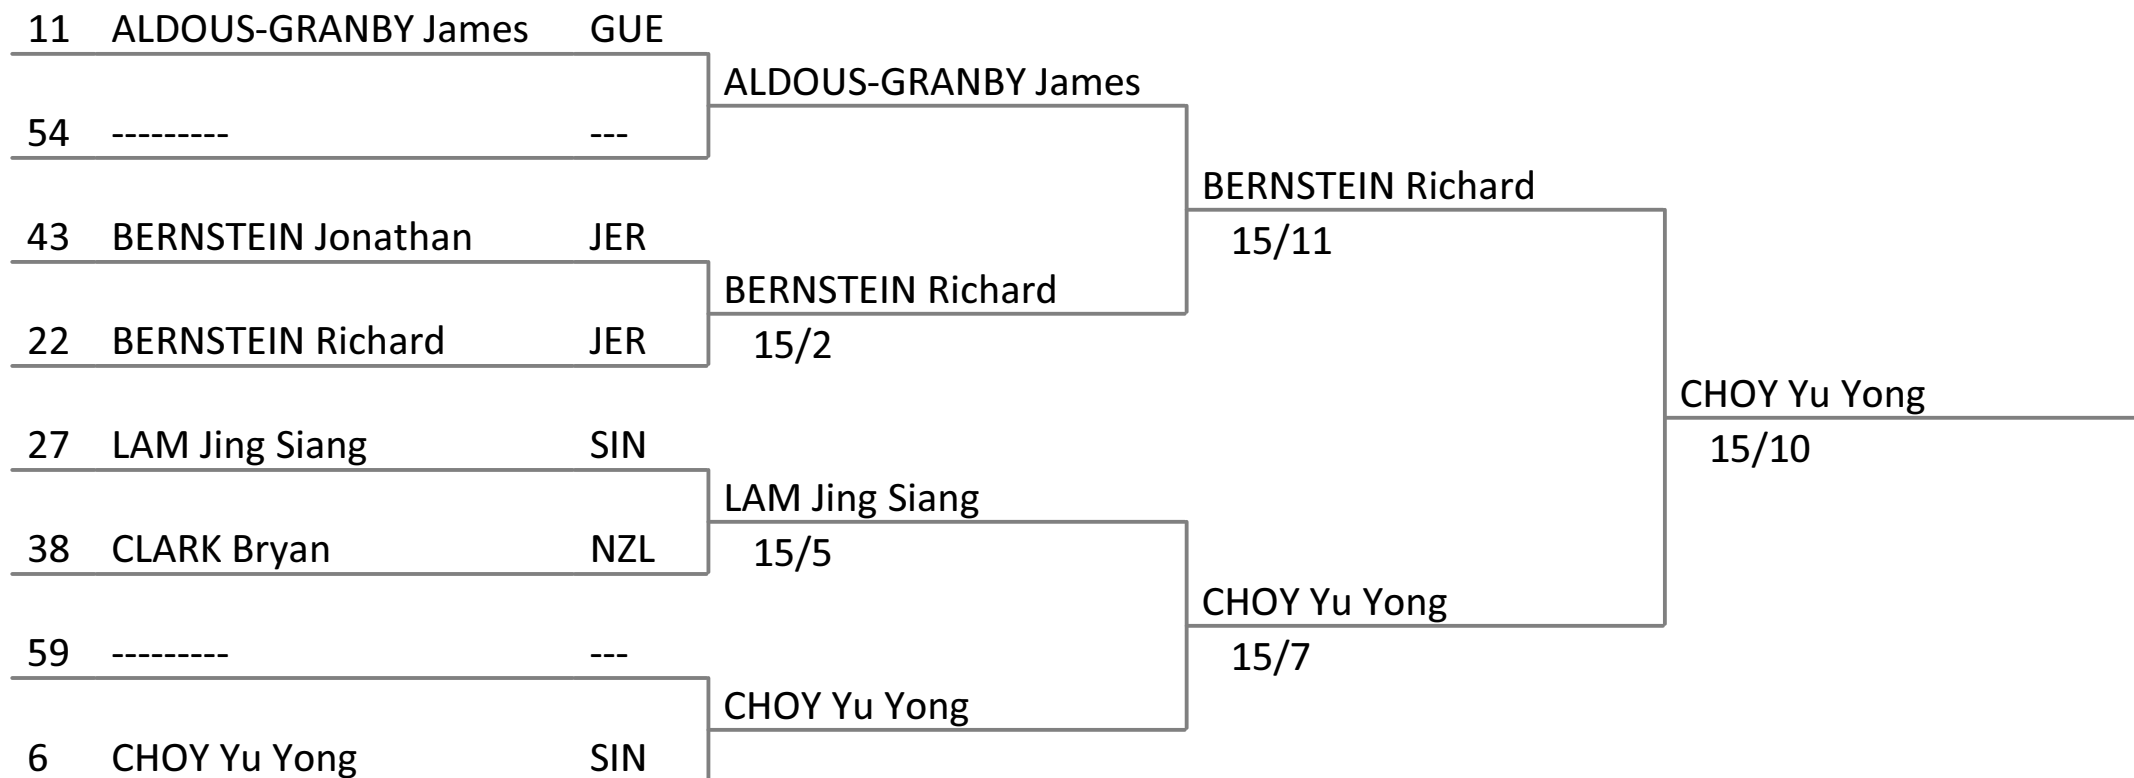 11 ALDOUS-GRANBY James GUE
ALDOUS-GRANBY James
54 --------- ---
BERNSTEIN Richard
43 BERNSTEIN Jonathan JER
15/11
BERNSTEIN Richard
22 BERNSTEIN Richard JER
15/2
CHOY Yu Yong
27 LAM Jing Siang SIN
15/10
LAM Jing Siang
38 CLARK Bryan NZL
15/5
CHOY Yu Yong
59 --------- ---
15/7
CHOY Yu Yong
6 CHOY Yu Yong SIN